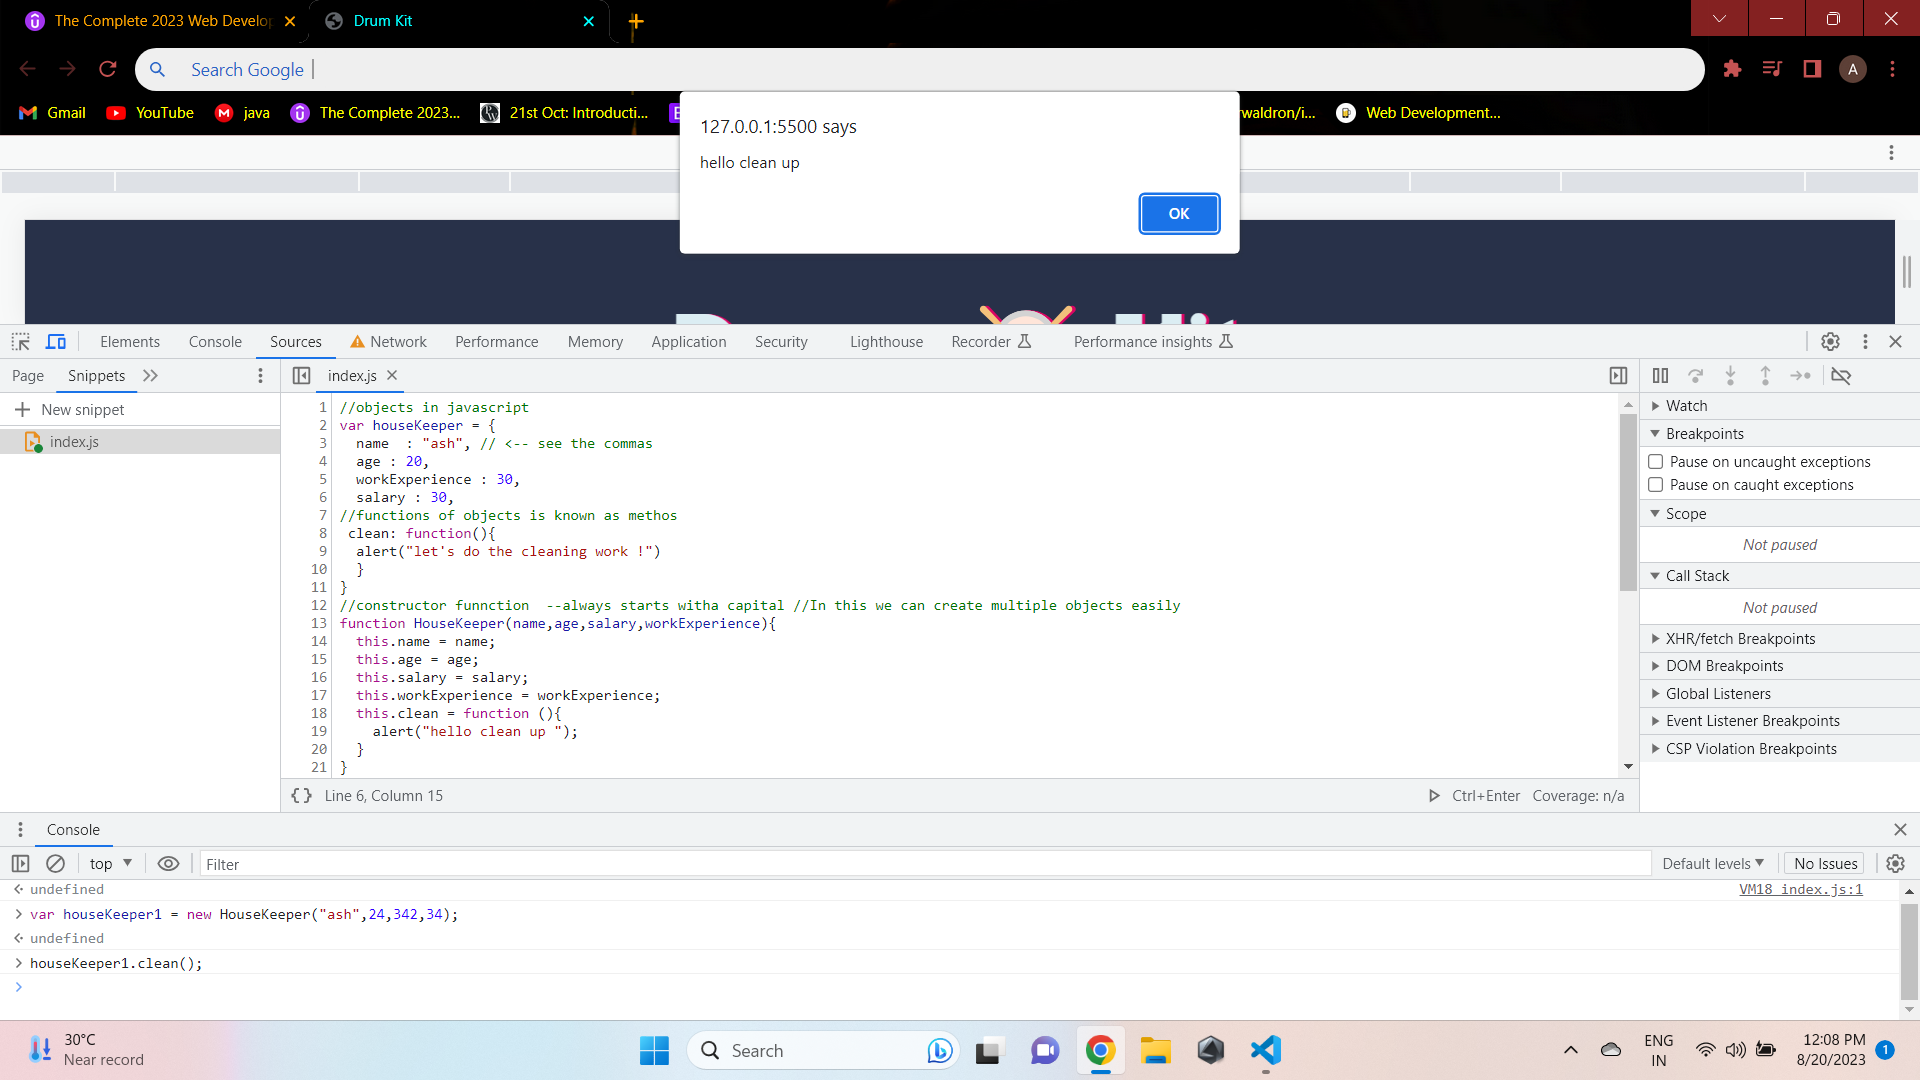 The Complete 2023 Web Develop
Drum Kit
Search Google
A
Gmail
YouTube
java
The Complete 2023...
21st Oct: Introducti...
rwaldron/i...
Web Development...
127.0.0.1:5500 says
hello clean up
OK
Elements
Console
Sources
Network
Performance
Memory
Application
Security
Lighthouse
Recorder
Performance insights
Page
Snippets
index.js
New snippet
index.js
1 //objects in javascript
2 var houseKeeper = {
3 name  : "ash", // <-- see the commas
4 age : 20,
5 workExperience : 30,
6 salary : 30,
7 //functions of objects is known as methos
8 clean: function(){
9 alert("let's do the cleaning work !")
10 }
11 }
12 //constructor funnction  --always starts witha capital //In this we can create multiple objects easily
13 function HouseKeeper(name,age,salary,workExperience){
14 this.name = name;
15 this.age = age;
16 this.salary = salary;
17 this.workExperience = workExperience;
18 this.clean = function (){
19 alert("hello clean up ");
20 }
21 }
{} Line 6, Column 15
Ctrl+Enter
Coverage: n/a
Watch
Breakpoints
Pause on uncaught exceptions
Pause on caught exceptions
Scope
Not paused
Call Stack
Not paused
XHR/fetch Breakpoints
DOM Breakpoints
Global Listeners
Event Listener Breakpoints
CSP Violation Breakpoints
Console
top
Filter
Default levels
No Issues
undefined
VM18 index.js:1
var houseKeeper1 = new HouseKeeper("ash",24,342,34);
undefined
houseKeeper1.clean();
30°C
Near record
Search
ENG
IN
12:08 PM
8/20/2023
1